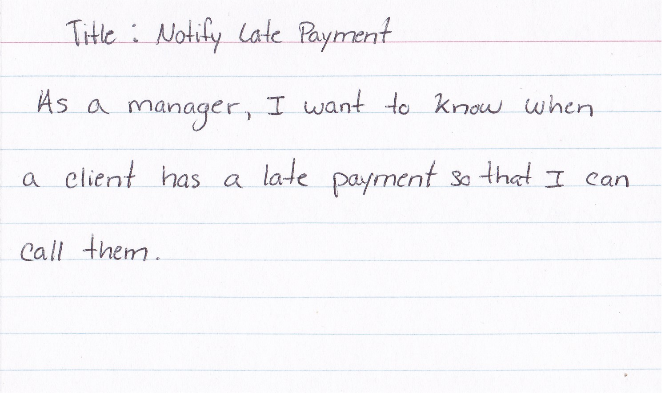 Title : Notify Late Payment
As a manager, I want to know when
a client has a late payment so that I can
call them.